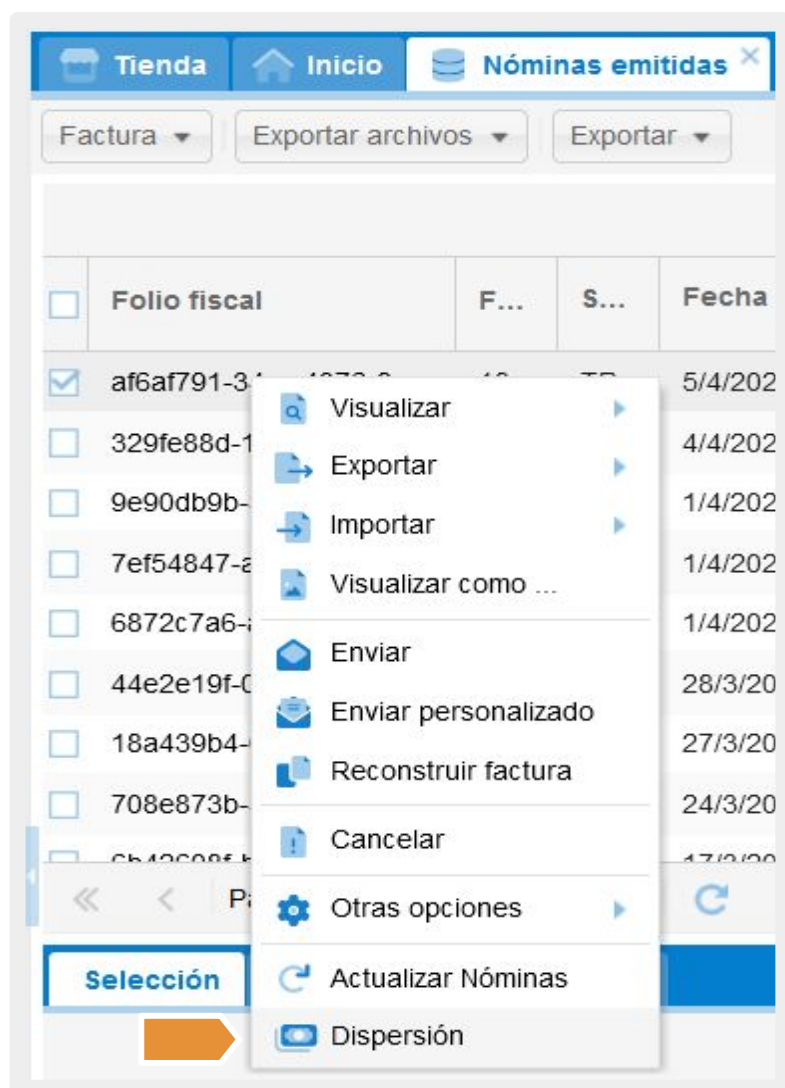 Tienda Inicio Nóminas emitidas
Factura Exportar archivos Exportar
Folio fiscal F... S... Fecha
af6af791-3 5/4/202
329fe88d-1 4/4/202
9e90db9b- 1/4/202
7ef54847-a 1/4/202
6872c7a6-a 1/4/202
44e2e19f-0 28/3/20
18a439b4- 27/3/20
708e873b- 24/3/20
Visualizar
Exportar
Importar
Visualizar como ...
Enviar
Enviar personalizado
Reconstruir factura
Cancelar
Otras opciones
Actualizar Nóminas
Dispersión
Selección